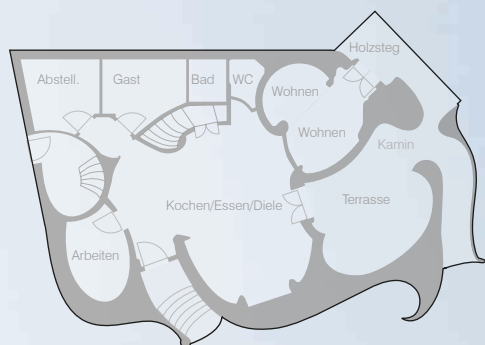 Holzsteg
Abstell.
Gast
Bad
WC
Wohnen
Wohnen
Kamin
Kochen/Essen/Diele
Terrasse
Arbeiten